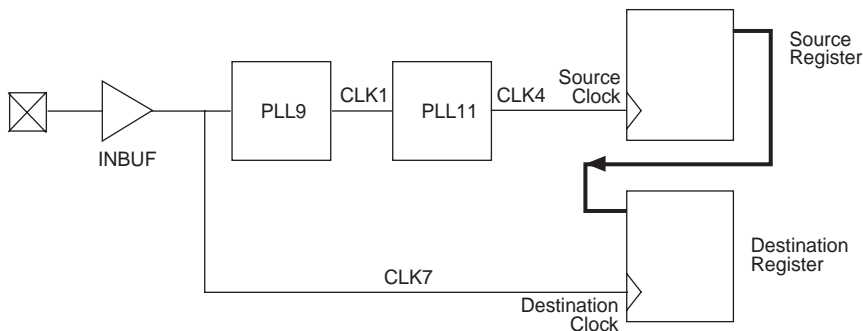 INBUF
PLL9
CLK1
PLL11
CLK4
Source
Clock
Source
Register
CLK7
Destination
Clock
Destination
Register